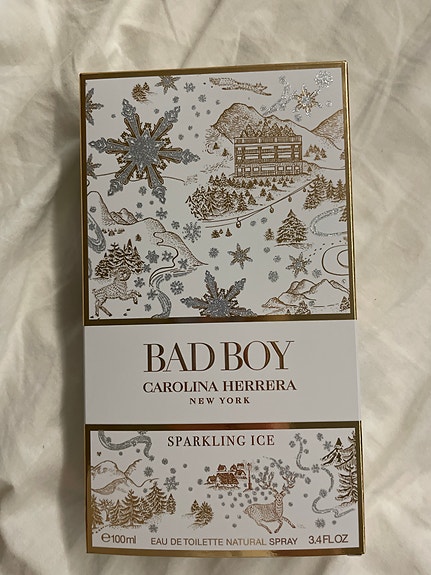 BAD BOY
CAROLINA HERRERA
NEW YORK
SPARKLING ICE
℮100ml EAU DE TOILETTE NATURAL SPRAY 3.4 FL OZ